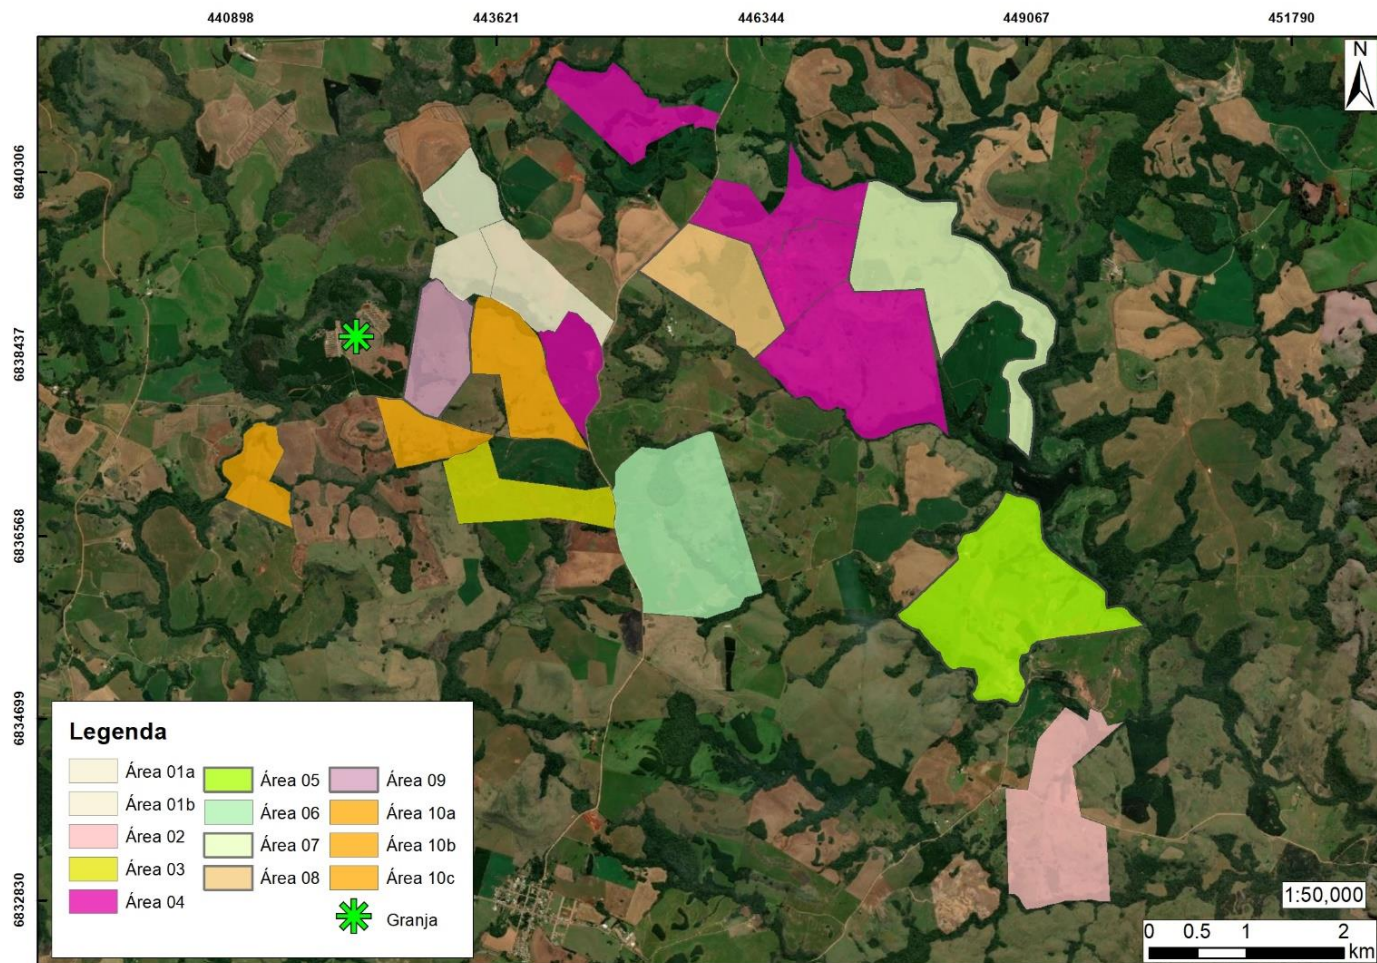 440898 443621 446344 449067 451790
N
6840306
6838437
6836568
6834699
6832830
Legenda
Área 01a
Área 01b
Área 02
Área 03
Área 04
Área 05
Área 06
Área 07
Área 08
Área 09
Área 10a
Área 10b
Área 10c
Granja
1:50,000
0 0.5 1 2
km